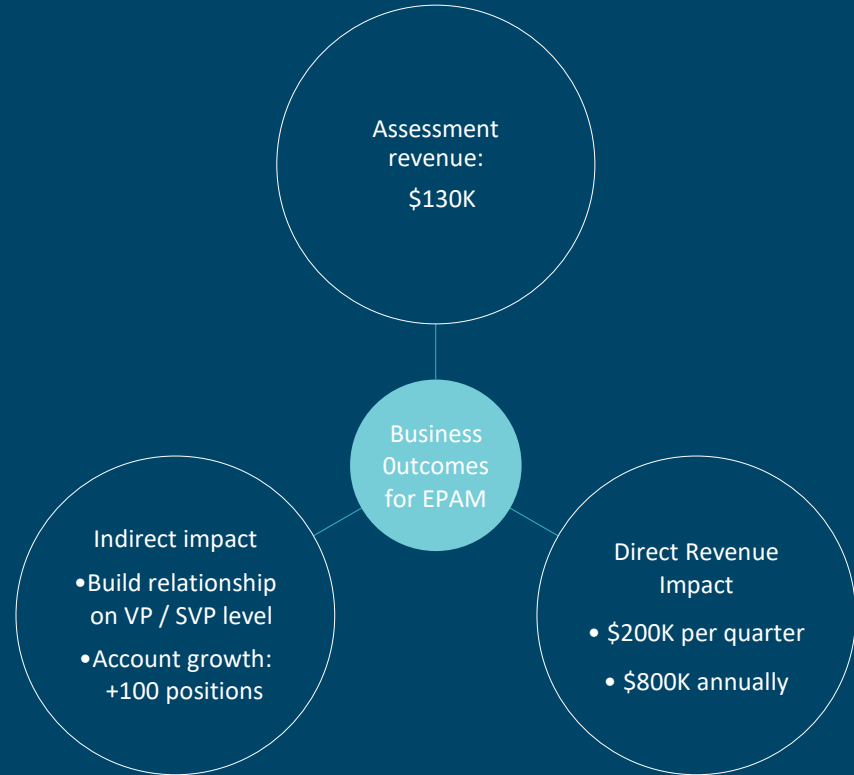 Assessment
revenue:
$130K
Business
0utcomes
for EPAM
Indirect impact
•Build relationship
on VP / SVP level
•Account growth:
+100 positions
Direct Revenue
Impact
• $200K per quarter
• $800K annually